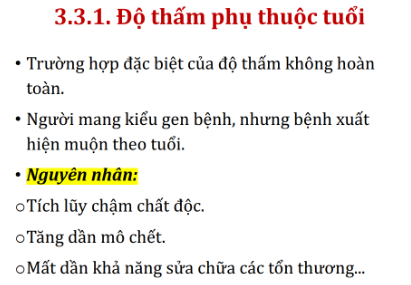 3.3.1. Độ thấm phụ thuộc tuổi
• Trường hợp đặc biệt của độ thấm không hoàn
toàn.
• Người mang kiểu gen bệnh, nhưng bệnh xuất
hiện muộn theo tuổi.
• Nguyên nhân:
o Tích lũy chậm chất độc.
o Tăng dần mô chết.
o Mất dần khả năng sửa chữa các tổn thương...